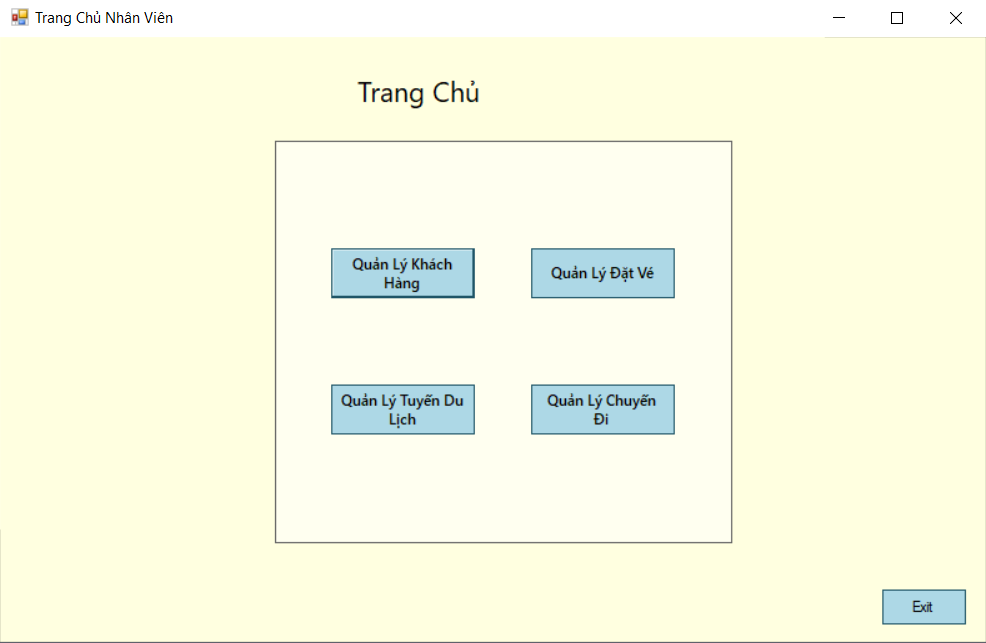 Trang Chủ Nhân Viên
Trang Chủ
Quản Lý Khách
Hàng
Quản Lý Đặt Vé
Quản Lý Tuyến Du
Lịch
Quản Lý Chuyến
Đi
Exit